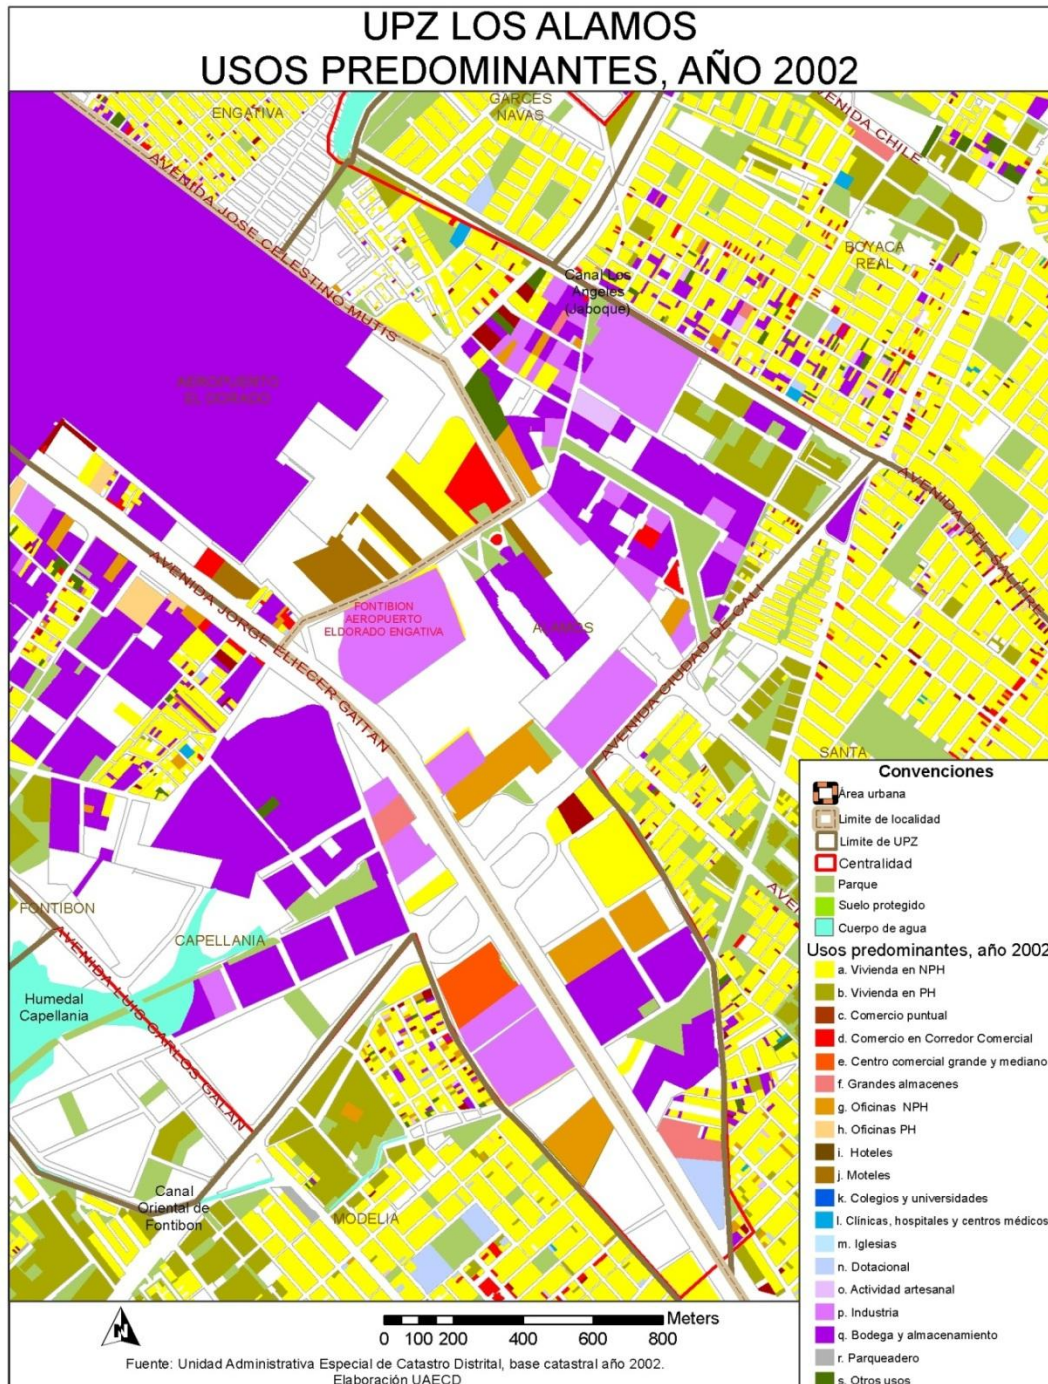 UPZ LOS ALAMOS
USOS PREDOMINANTES, AÑO 2002
ENGATIVA
GARCES
NAVAS
AVENIDA CHILE
AVENIDA JOSE CELESTINO MUTIS
BOYACA
REAL
Canal Los
Angeles
(Jaboque)
AEROPUERTO
EL DORADO
AVENIDA DEL SALITRE
AVENIDA JORGE ELIECER GAITAN
FONTIBION
AEROPUERTO
ELDORADO ENGATIVA
ALAMOS
AVENIDA CIUDAD DE CALI
SANTA
FONTIBON
CAPELLANIA
Humedal
Capellania
AVENIDA LUIS CARLOS GALAN
Canal
Oriental de
Fontibon
MODELIA
Convenciones
Área urbana
Limite de localidad
Limite de UPZ
Centralidad
Parque
Suelo protegido
Cuerpo de agua
Usos predominantes, año 2002
a. Vivienda en NPH
b. Vivienda en PH
c. Comercio puntual
d. Comercio en Corredor Comercial
e. Centro comercial grande y mediano
f. Grandes almacenes
g. Oficinas NPH
h. Oficinas PH
i. Hoteles
j. Moteles
k. Colegios y universidades
l. Clínicas, hospitales y centros médicos
m. Iglesias
n. Dotacional
o. Actividad artesanal
p. Industria
q. Bodega y almacenamiento
r. Parqueadero
s. Otros usos
N
Meters
0 100 200 400 600 800
Fuente: Unidad Administrativa Especial de Catastro Distrital, base catastral año 2002.
Elaboración UAECD